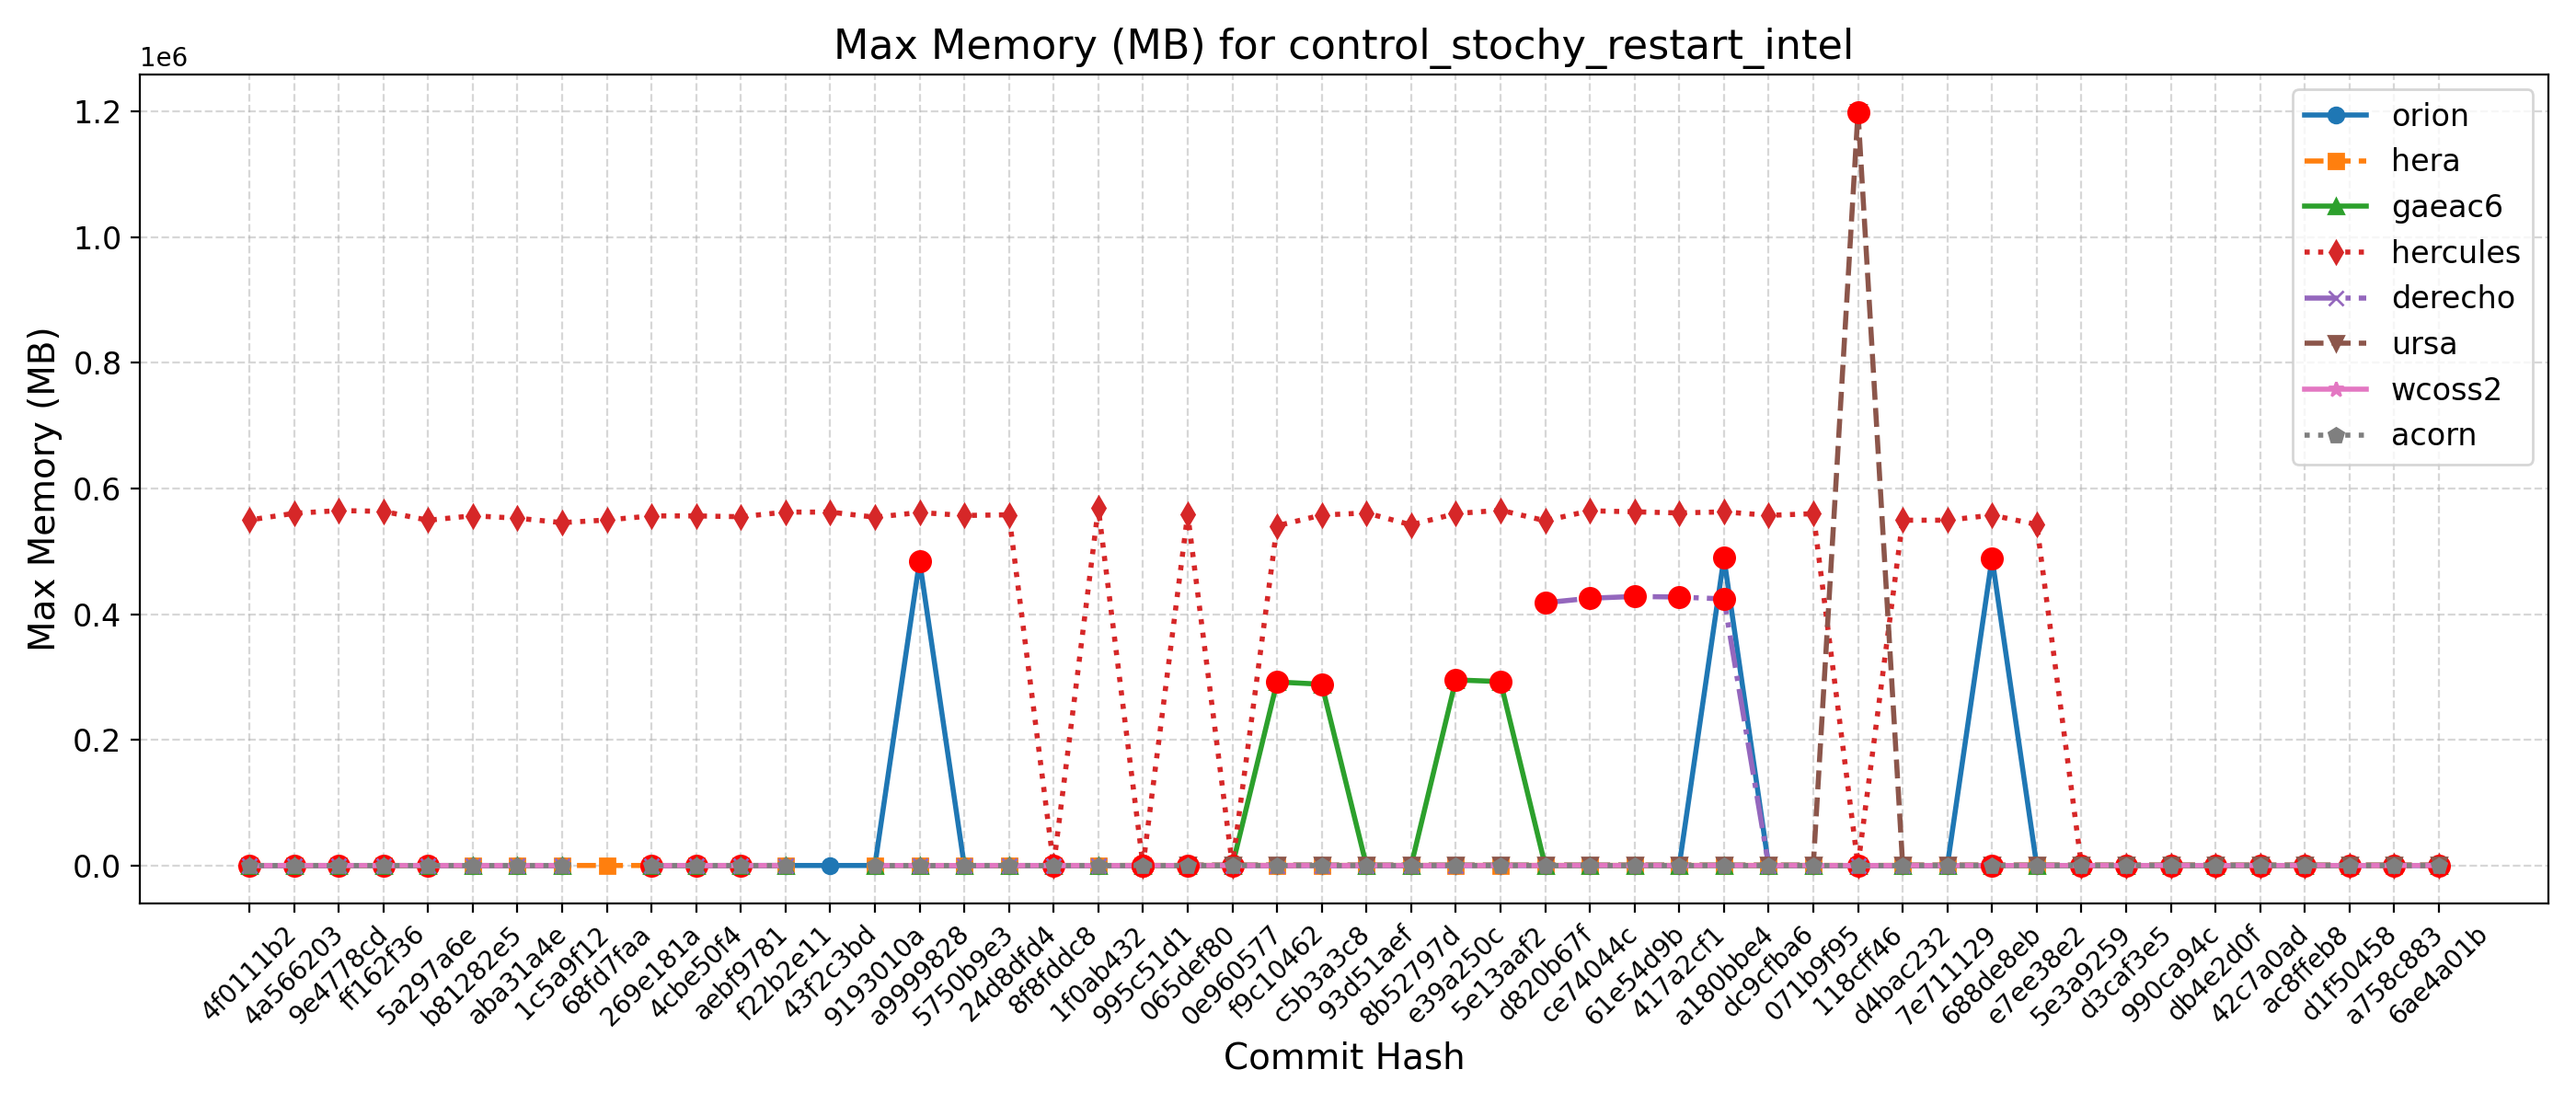 Max Memory (MB) for control_stochy_restart_intel
1e6
1.2
1.0
0.8
0.6
0.4
0.2
0.0
Max Memory (MB)
orion
hera
gaeac6
hercules
derecho
ursa
wcoss2
acorn
4f0111b2
4a566203
9e4778cd
ff162f36
5a297a6e
b81282e5
aba31a4e
1c5a9f12
68fd7faa
269e181a
4cbe50f4
aebf9781
f22b2e11
43f2c3bd
9193010a
a9999828
5750b9e3
24d8dfd4
8f8fddc8
1f0ab432
995c51d1
065def80
0e960577
f9c10462
c5b3a3c8
93d51aef
8b52797d
e39a250c
5e13aaf2
d820b67f
ce74044c
61e54d9b
417a2cf1
a180bbe4
dc9cfba6
071b9f95
118cff46
d4bac232
7e711129
688de8eb
e7ee38e2
5e3a9259
d3caf3e5
990ca94c
db4e2d0f
42c7a0ad
ac8ffeb8
d1f50458
a758c883
6ae4a01b
Commit Hash